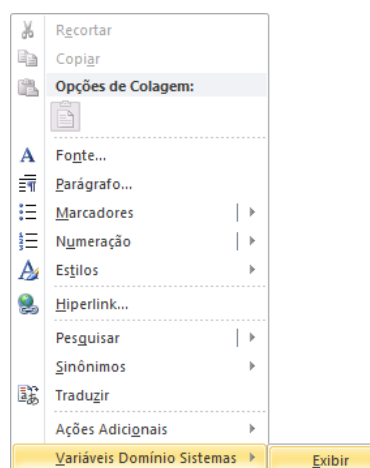 Recortar
Copiar
Opções de Colagem:
Fonte...
Parágrafo...
Marcadores
Numeração
Estilos
Hiperlink...
Pesquisar
Sinônimos
Traduzir
Ações Adicionais
Variáveis Domínio Sistemas
Exibir